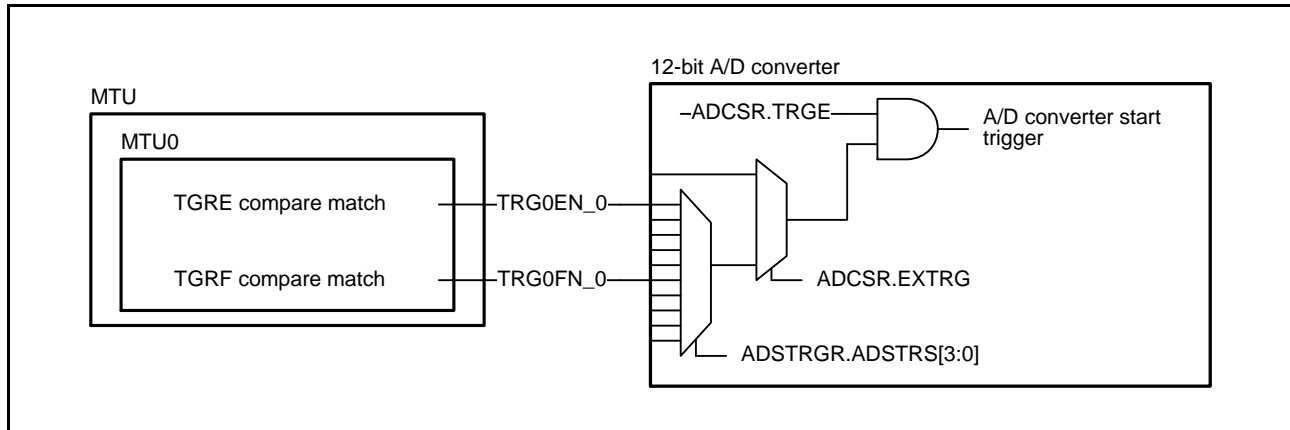 12-bit A/D converter
MTU
ADCSR.TRGE
A/D converter start
trigger
MTU0
TGRE compare match
TRG0EN_0
TGRF compare match
TRG0FN_0
ADCSR.EXTRG
ADSTRGR.ADSTRS[3:0]